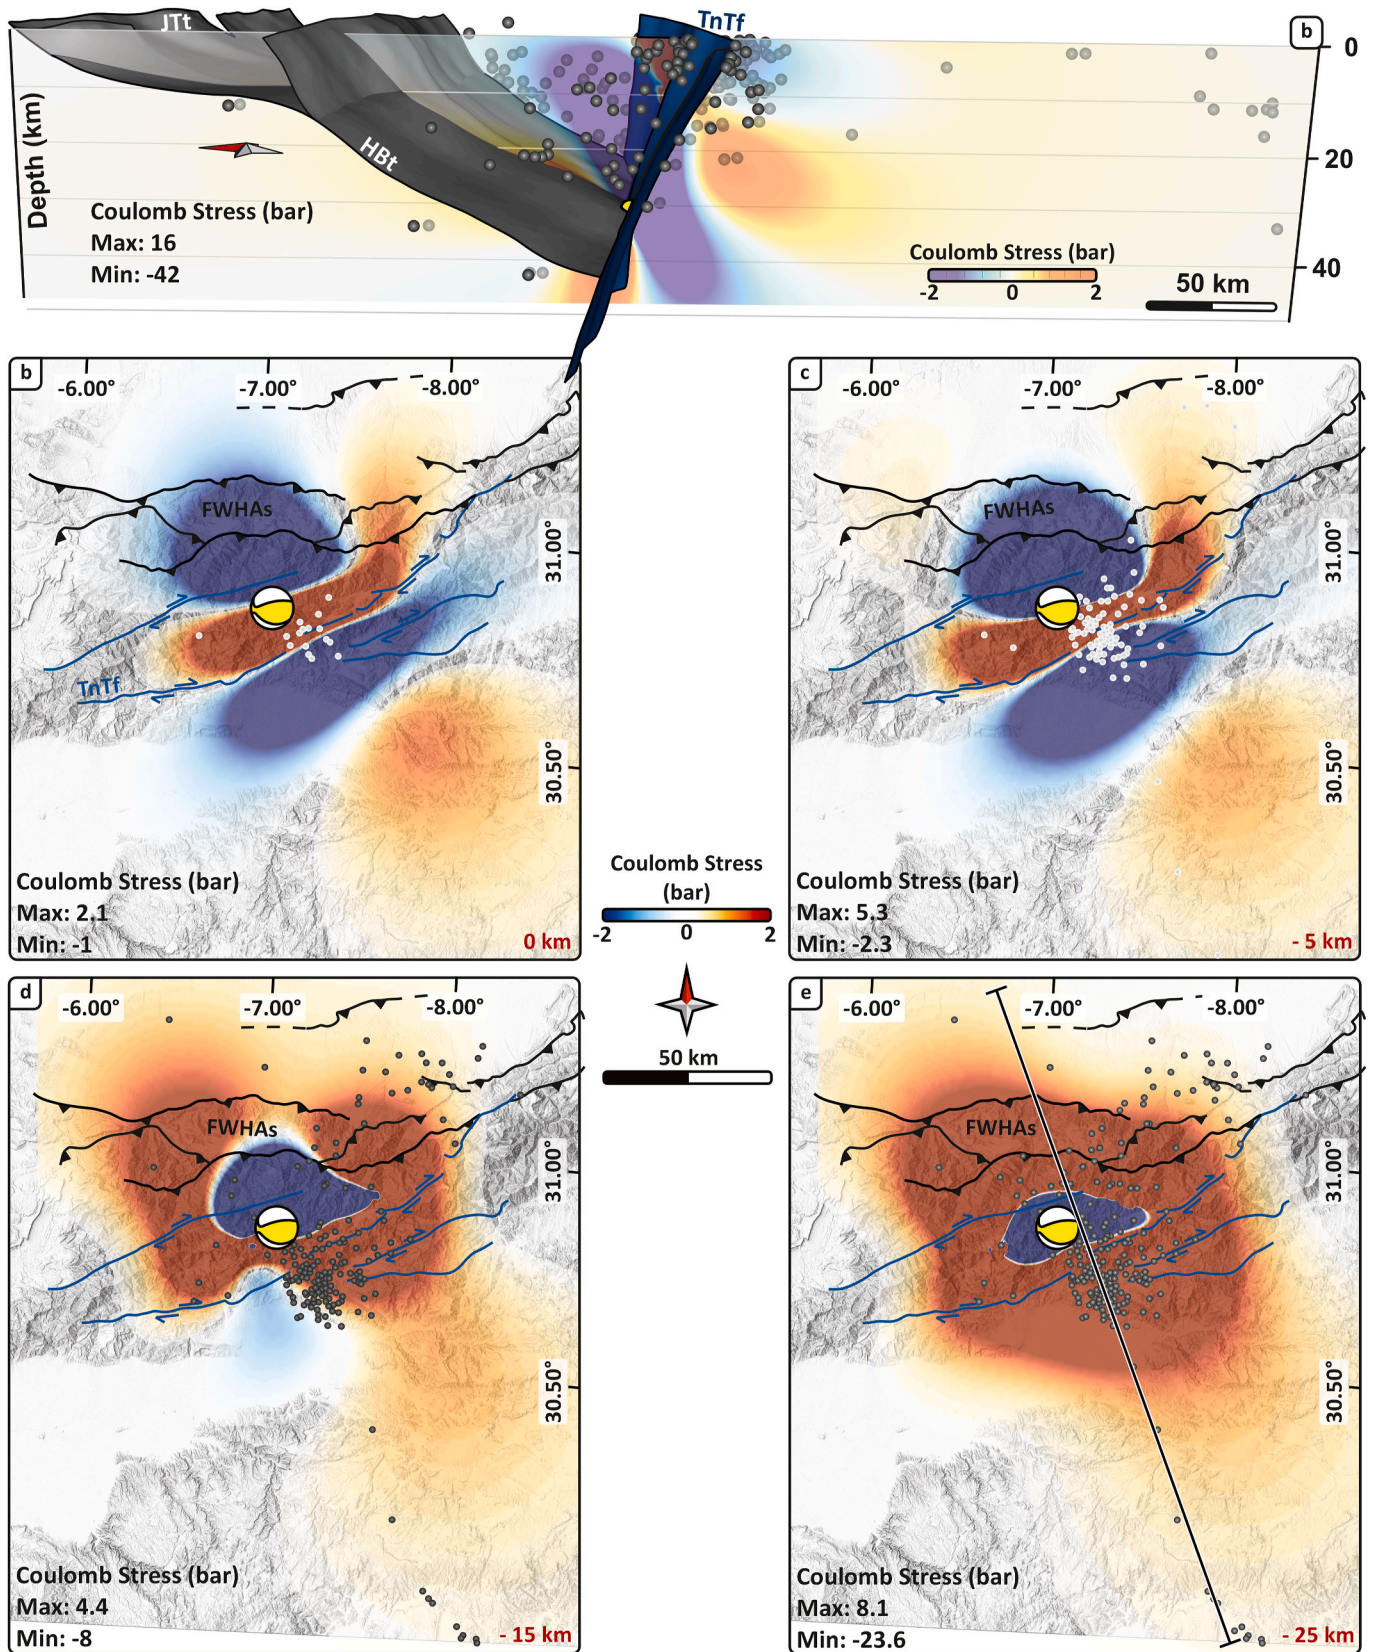 JTt
TnTf
b
0
Depth (km)
HBt
20
Coulomb Stress (bar)
Max: 16
Min: -42
Coulomb Stress (bar)
-2 0 2
50 km
40
b
-6.00° -7.00° -8.00°
FWHAs
31.00°
TnTf
30.50°
Coulomb Stress (bar)
Max: 2.1
Min: -1
0 km
c
-6.00° -7.00° -8.00°
FWHAs
31.00°
30.50°
Coulomb Stress (bar)
Max: 5.3
Min: -2.3
- 5 km
Coulomb Stress
(bar)
-2 0 2
50 km
d
-6.00° -7.00° -8.00°
FWHAs
31.00°
30.50°
Coulomb Stress (bar)
Max: 4.4
Min: -8
- 15 km
e
-6.00° -7.00° -8.00°
FWHAs
31.00°
30.50°
Coulomb Stress (bar)
Max: 8.1
Min: -23.6
- 25 km